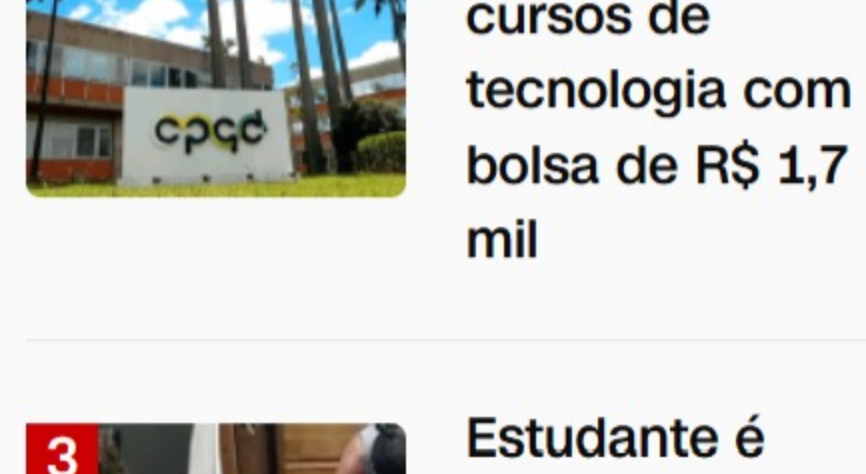 cpqd
cursos de
tecnologia com
bolsa de R$ 1,7
mil
3
Estudante é